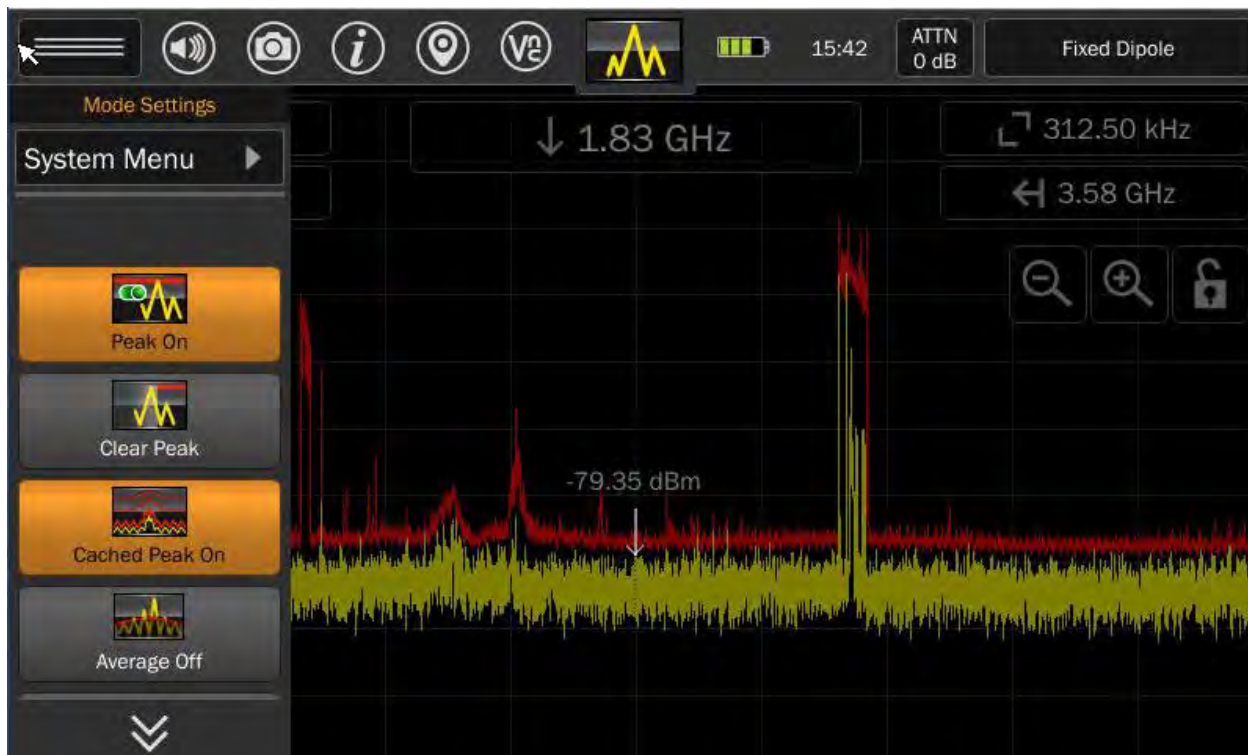 15:42
ATTN
0 dB
Fixed Dipole
Mode Settings
System Menu
1.83 GHz
312.50 kHz
3.58 GHz
Peak On
Clear Peak
-79.35 dBm
Cached Peak On
Average Off